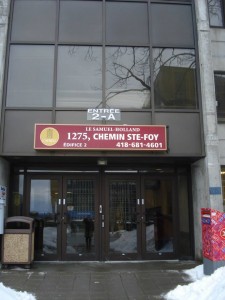 ENTRÉE
2-A
LE SAMUEL-HOLLAND
1275, CHEMIN STE-FOY
ÉDIFICE 2 418-681-4601